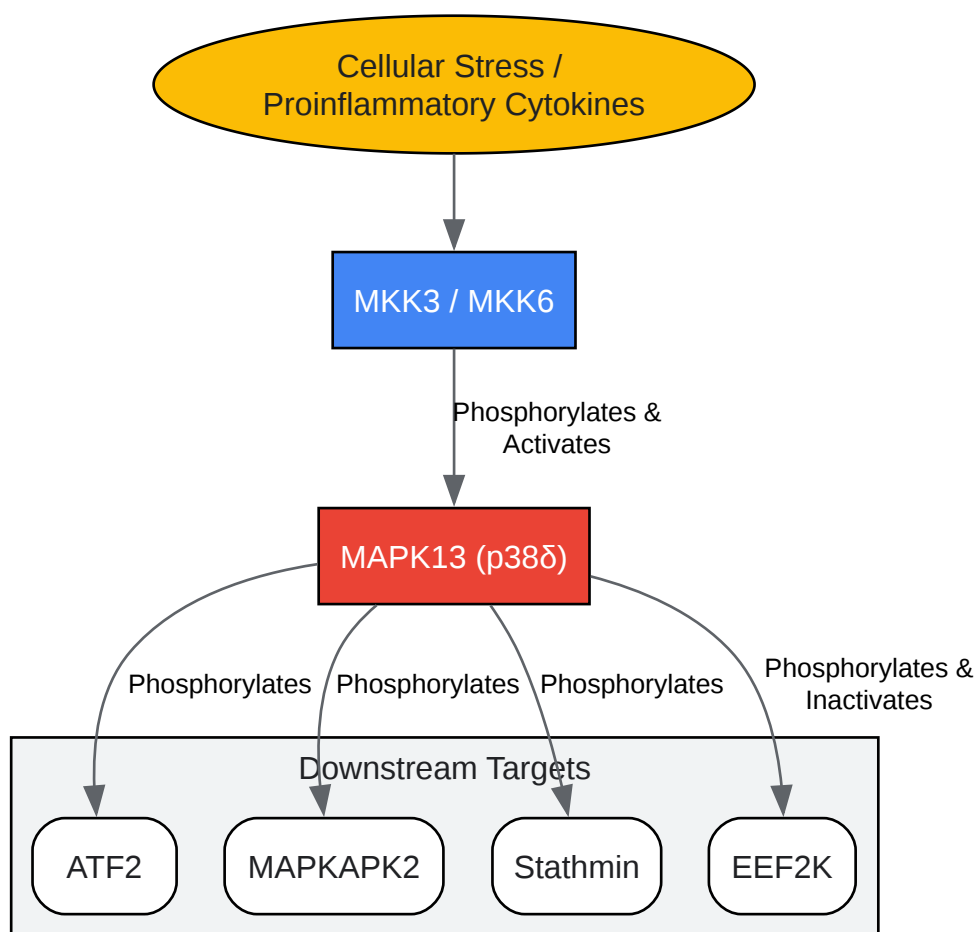 Cellular Stress /
Proinflammatory Cytokines
MKK3 / MKK6
Phosphorylates &
Activates
MAPK13 (p38δ)
Phosphorylates
Phosphorylates
Phosphorylates
Phosphorylates &
Inactivates
Downstream Targets
ATF2
MAPKAPK2
Stathmin
EEF2K